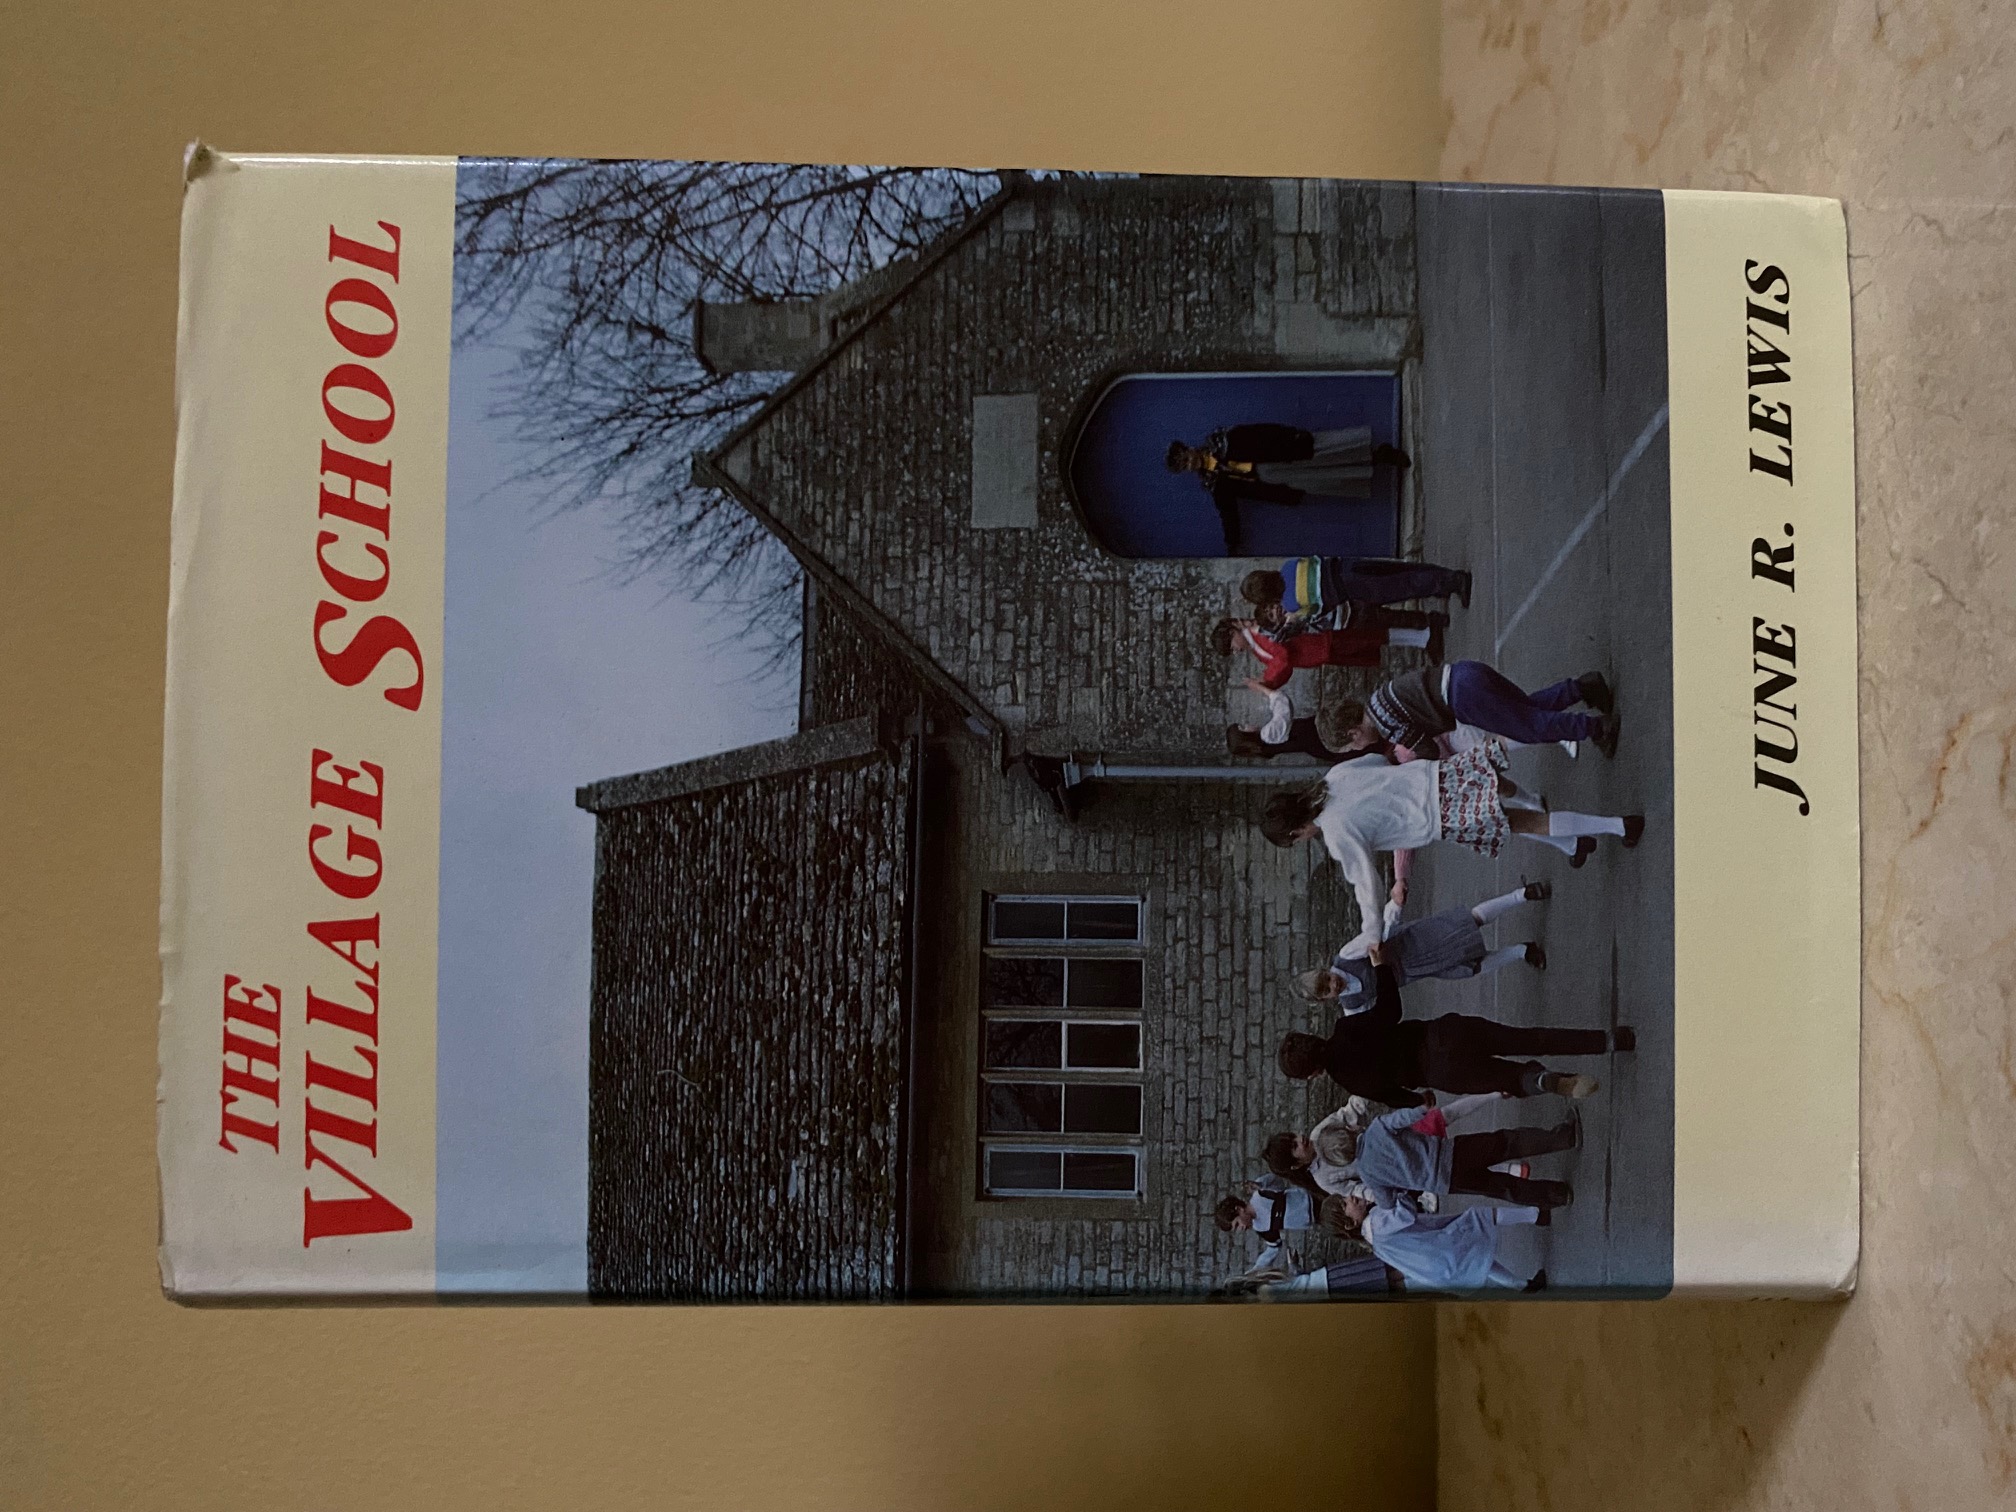 THE
VILLAGE SCHOOL
JUNE R. LEWIS